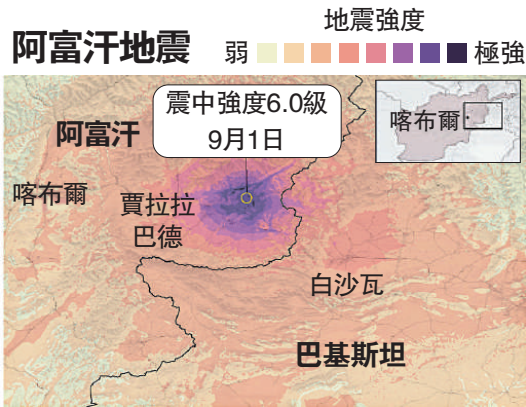 阿富汗地震
地震強度
弱
極強
震中強度6.0級
9月1日
阿富汗
喀布爾
喀布爾
賈拉拉
巴德
白沙瓦
巴基斯坦